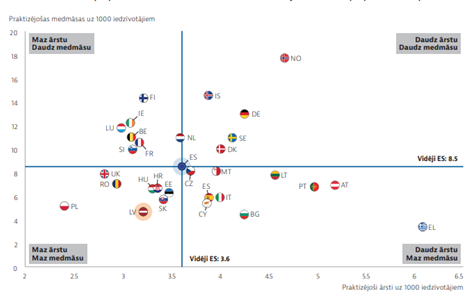 Praktizējošas medmāsas uz 1000 iedzīvotājiem
20
18
16
14
12
10
8
6
4
2
0
Maz ārstu
Daudz medmāsu
Daudz ārstu
Daudz medmāsu
NO
FI
IS
DE
IE
LU
BE
NL
SE
SI
FR
DK
ES
Vidēji ES: 8.5
UK
MT
CZ
LT
RO
HU
HR
EE
PT
AT
PL
SK
ES
IT
LV
CY
BG
EL
Maz ārstu
Maz medmāsu
Vidēji ES: 3.6
Daudz ārstu
Maz medmāsu
2
2.5
3
3.5
4
4.5
5
5.5
6
6.5
Praktizējoši ārsti uz 1000 iedzīvotājiem